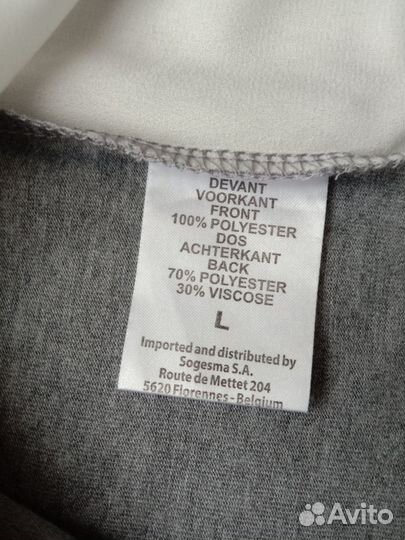 DEVANT
VOORKANT
FRONT
100% POLYESTER
DOS
ACHTERKANT
BACK
70% POLYESTER
30% VISCOSE
L
Imported and distributed by
Sogesma S.A.
Route de Mettet 204
5620 Florennes - Belgium
Avito